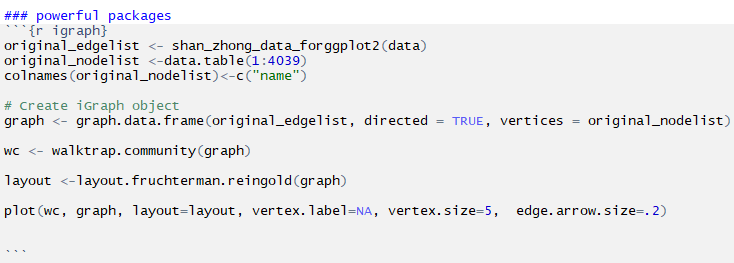 ### powerful packages
```{r igraph}
original_edgelist <- shan_zhong_data_forggplot2(data)
original_nodelist <-data.table(1:4039)
colnames(original_nodelist)<-c("name")
# Create iGraph object
graph <- graph.data.frame(original_edgelist, directed = TRUE, vertices = original_nodelist)
wc <- walktrap.community(graph)
layout <-layout.fruchterman.reingold(graph)
plot(wc, graph, layout=layout, vertex.label=NA, vertex.size=5,  edge.arrow.size=.2)
```